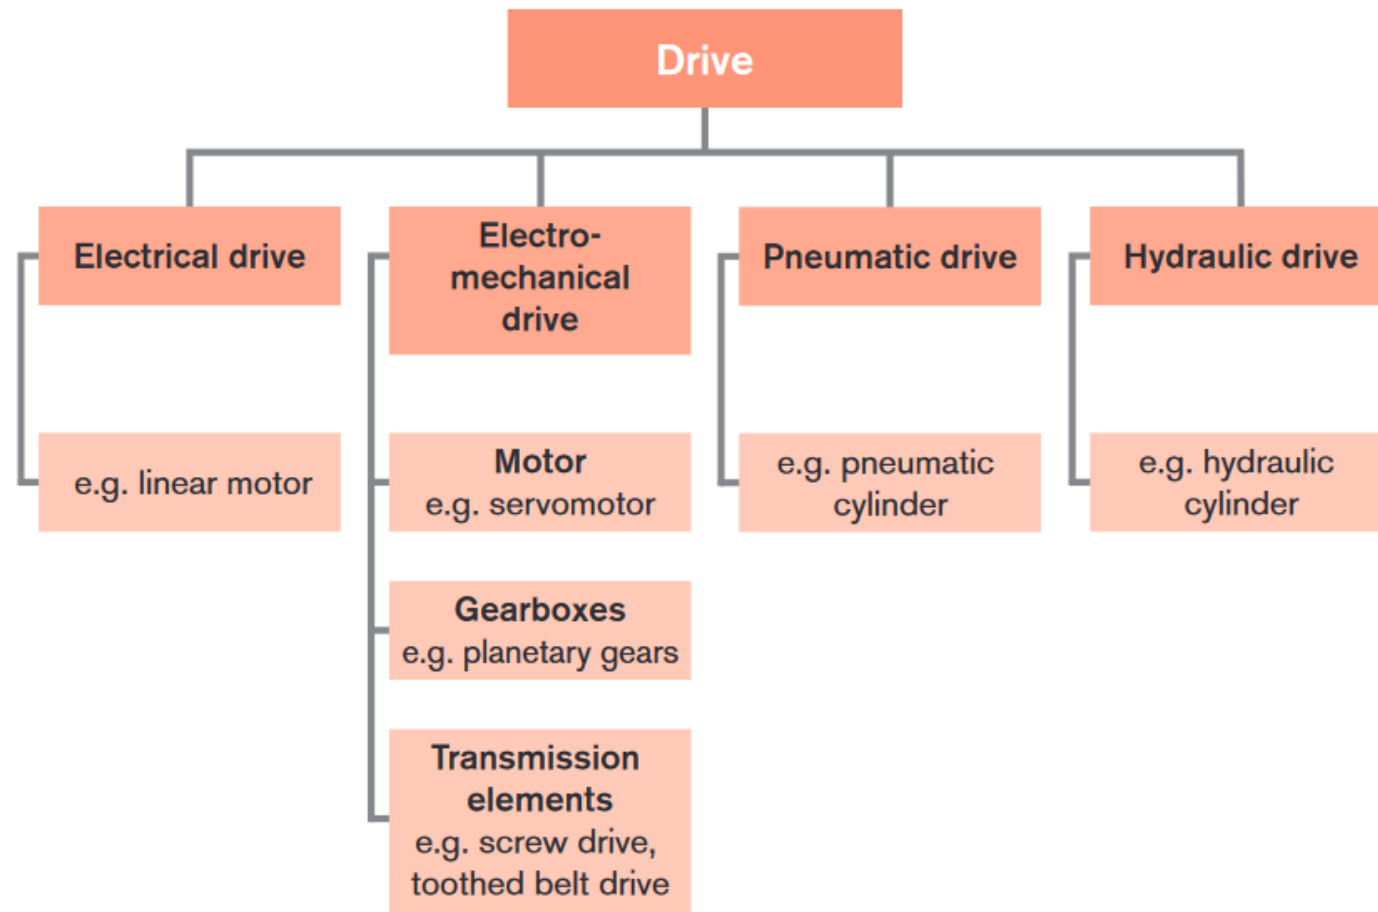 Drive
Electrical drive
e.g. linear motor
Electro-
mechanical
drive
Motor
e.g. servomotor
Gearboxes
e.g. planetary gears
Transmission
elements
e.g. screw drive,
toothed belt drive
Pneumatic drive
e.g. pneumatic
cylinder
Hydraulic drive
e.g. hydraulic
cylinder